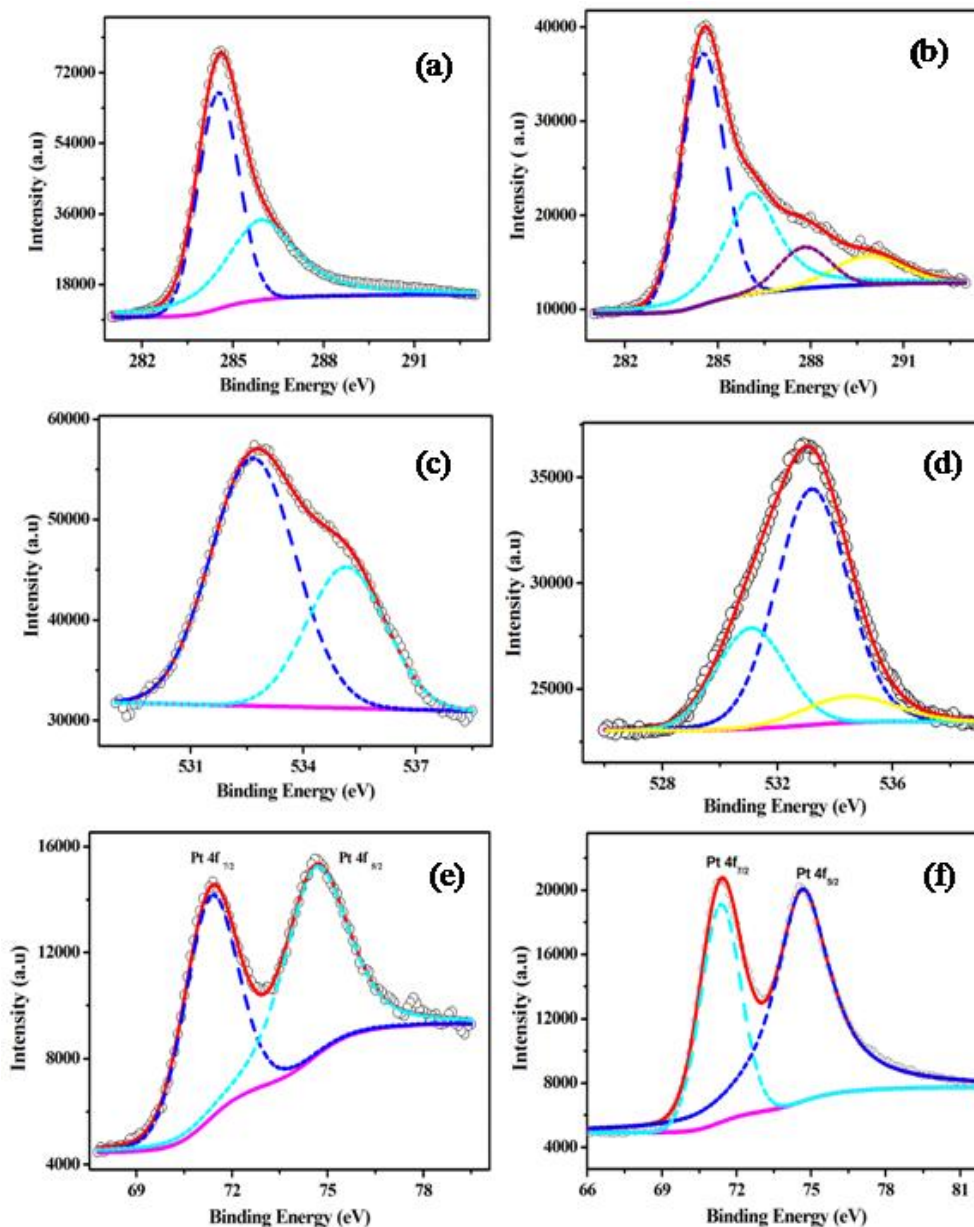 (a)
72000
54000
36000
18000
Intensity (a.u)
282 285 288 291
Binding Energy (eV)
(b)
40000
30000
20000
10000
Intensity ( a.u)
282 285 288 291
Binding Energy (eV)
(c)
60000
50000
40000
30000
Intensity (a.u)
531 534 537
Binding Energy (eV)
(d)
35000
30000
25000
Intensity (a.u)
528 532 536
Binding Energy (eV)
(e)
Pt 4f 7/2 Pt 4f 5/2
16000
12000
8000
4000
Intensity (a.u)
69 72 75 78
Binding Energy (eV)
(f)
Pt 4f7/2 Pt 4f5/2
20000
16000
12000
8000
4000
Intensity (a.u)
66 69 72 75 78 81
Binding Energy (eV)